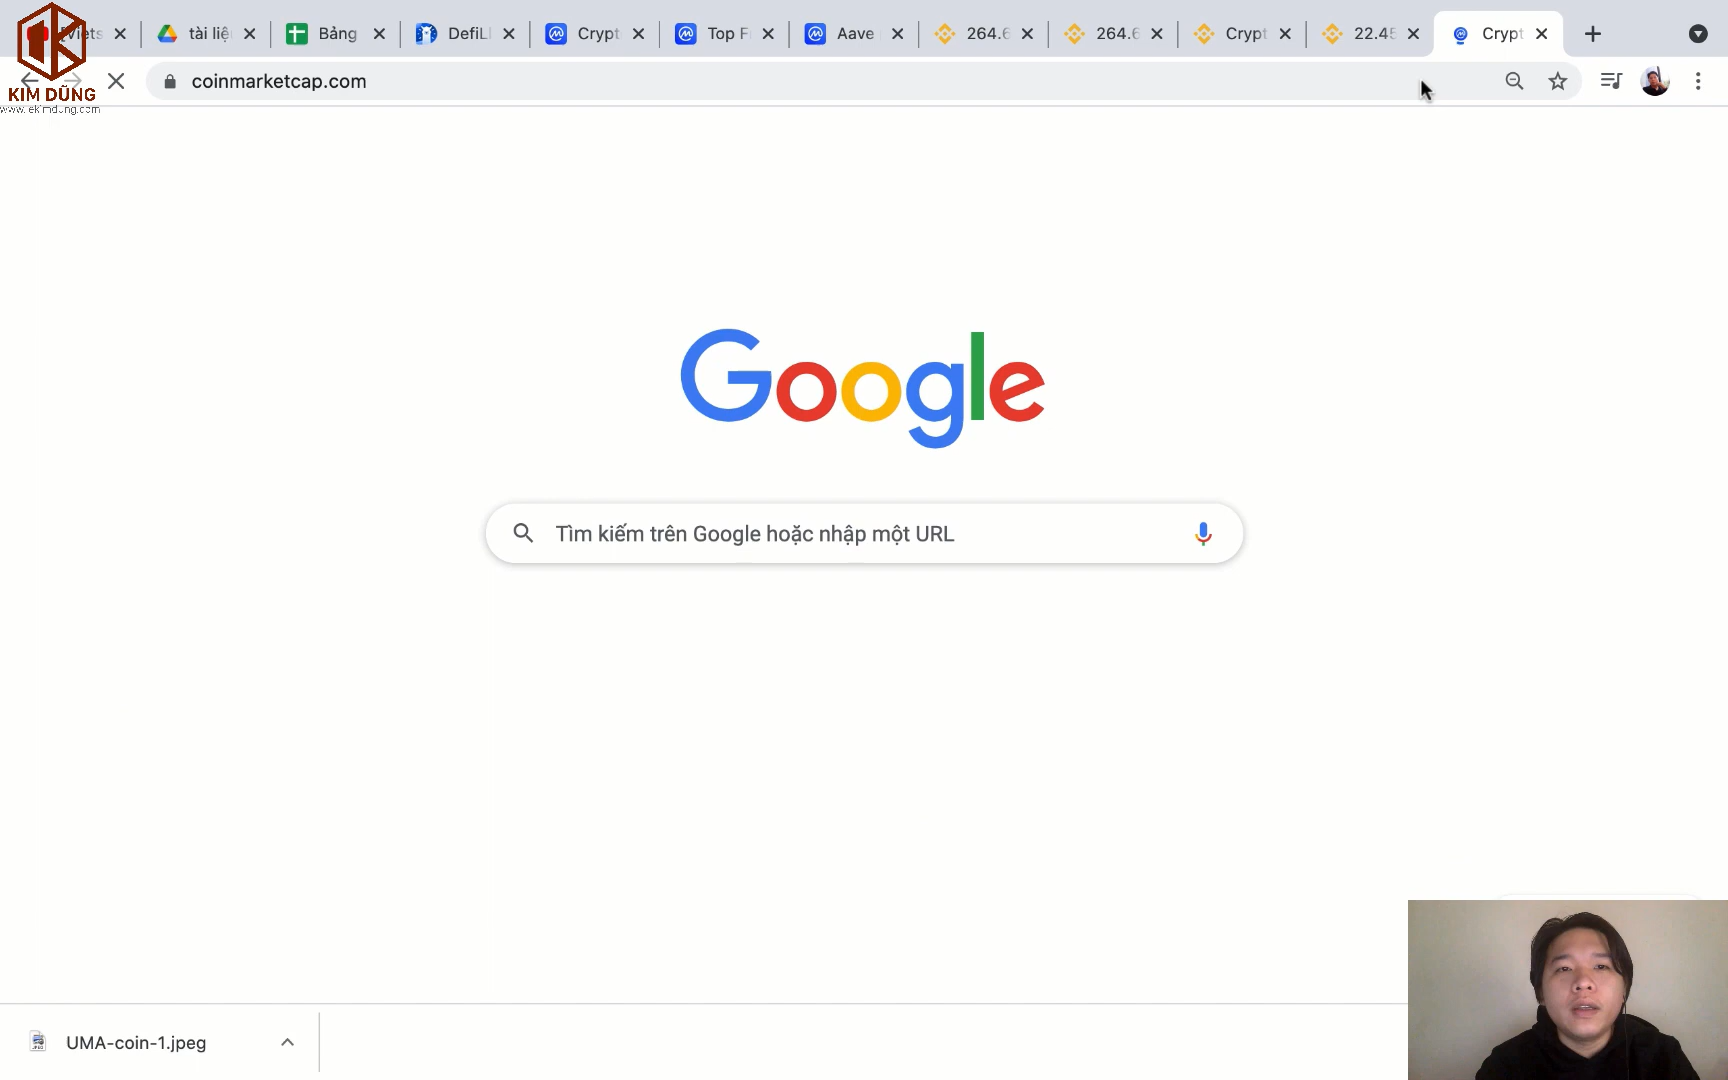 tài liệ
Bảng
DefiLl
Crypt
Top Fi
Aave
264.6
264.6
Crypt
22.45
Crypt
coinmarketcap.com
KIM DŨNG
Google
Tìm kiếm trên Google hoặc nhập một URL
UMA-coin-1.jpeg